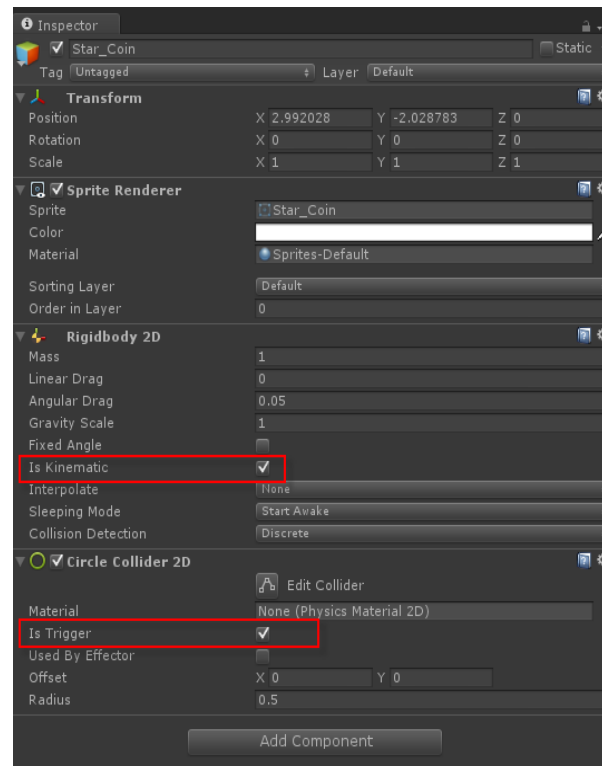 Inspector
Star_Coin Static
Tag Untagged Layer Default
Transform
Position X 2.992028 Y -2.028783 Z 0
Rotation X 0 Y 0 Z 0
Scale X 1 Y 1 Z 1
Sprite Renderer
Sprite Star_Coin
Color
Material Sprites-Default
Sorting Layer Default
Order in Layer 0
Rigidbody 2D
Mass 1
Linear Drag 0
Angular Drag 0.05
Gravity Scale 1
Fixed Angle
Is Kinematic
Interpolate None
Sleeping Mode Start Awake
Collision Detection Discrete
Circle Collider 2D
Edit Collider
Material None (Physics Material 2D)
Is Trigger
Used By Effector
Offset X 0 Y 0
Radius 0.5
Add Component